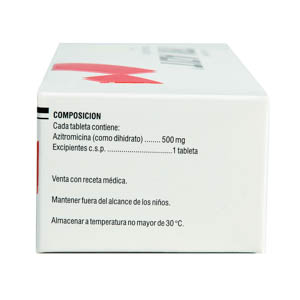 COMPOSICION
Cada tableta contiene:
Azitromicina (como dihidrato) ........ 500 mg
Excipientes c.s.p. ............................1 tableta
Venta con receta médica.
Mantener fuera del alcance de los niños.
Almacenar a temperatura no mayor de 30 °C.